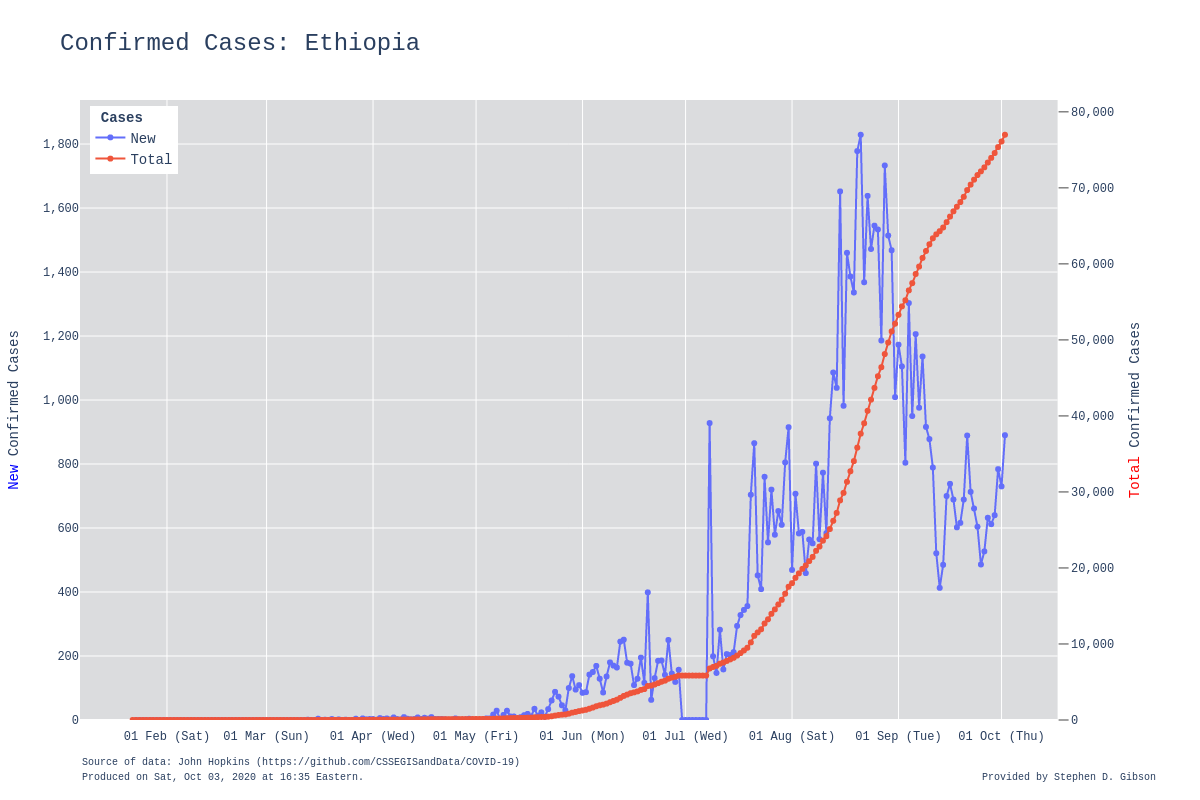 Confirmed Cases: Ethiopia
Cases
New
Total
1,800
1,600
1,400
1,200
1,000
800
600
400
200
0
80,000
70,000
60,000
50,000
40,000
30,000
20,000
10,000
0
New Confirmed Cases
Total Confirmed Cases
01 Feb (Sat) 01 Mar (Sun) 01 Apr (Wed) 01 May (Fri) 01 Jun (Mon) 01 Jul (Wed) 01 Aug (Sat) 01 Sep (Tue) 01 Oct (Thu)
Source of data: John Hopkins (https://github.com/CSSEGISandData/COVID-19)
Produced on Sat, Oct 03, 2020 at 16:35 Eastern.
Provided by Stephen D. Gibson